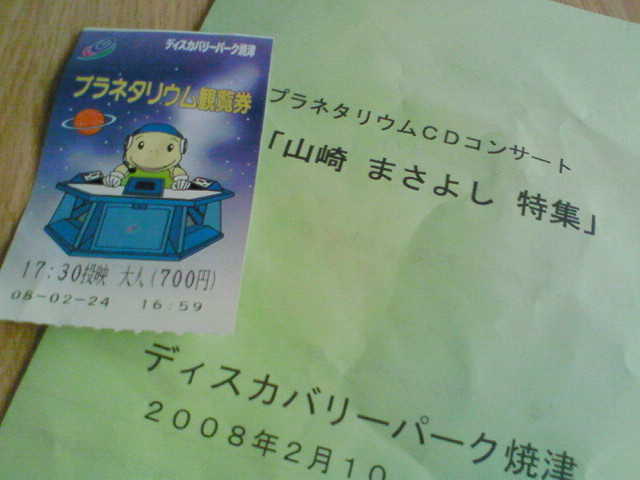 ディスカバリーパーク焼津
プラネタリウム観覧券
17:30投映 大人(700円)
08-02-24 16:59
プラネタリウムCDコンサート
「山崎 まさよし 特集」
ディスカバリーパーク焼津
2008年2月10